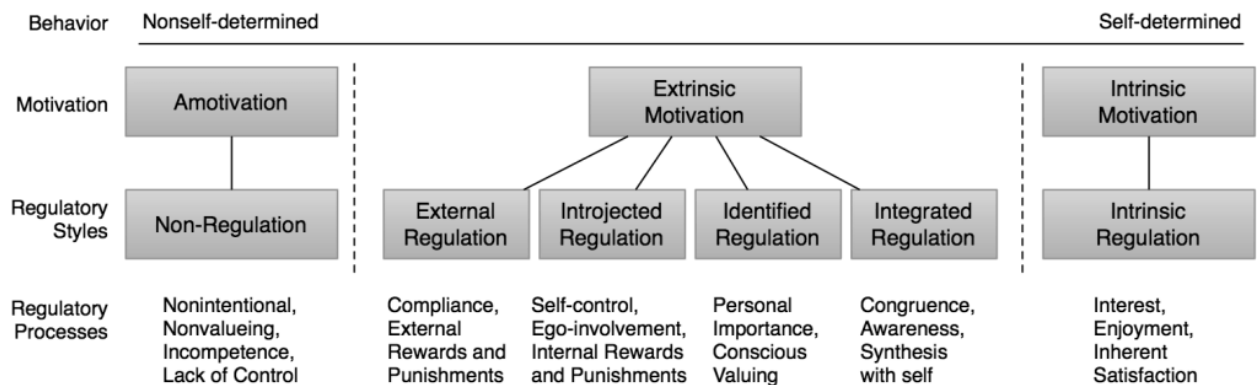 Behavior
Nonself-determined
Self-determined
Motivation
Amotivation
Extrinsic
Motivation
Intrinsic
Motivation
Regulatory
Styles
Non-Regulation
External
Regulation
Introjected
Regulation
Identified
Regulation
Integrated
Regulation
Intrinsic
Regulation
Regulatory
Processes
Nonintentional,
Nonvalueing,
Incompetence,
Lack of Control
Compliance,
External
Rewards and
Punishments
Self-control,
Ego-involvement,
Internal Rewards
and Punishments
Personal
Importance,
Conscious
Valuing
Congruence,
Awareness,
Synthesis
with self
Interest,
Enjoyment,
Inherent
Satisfaction